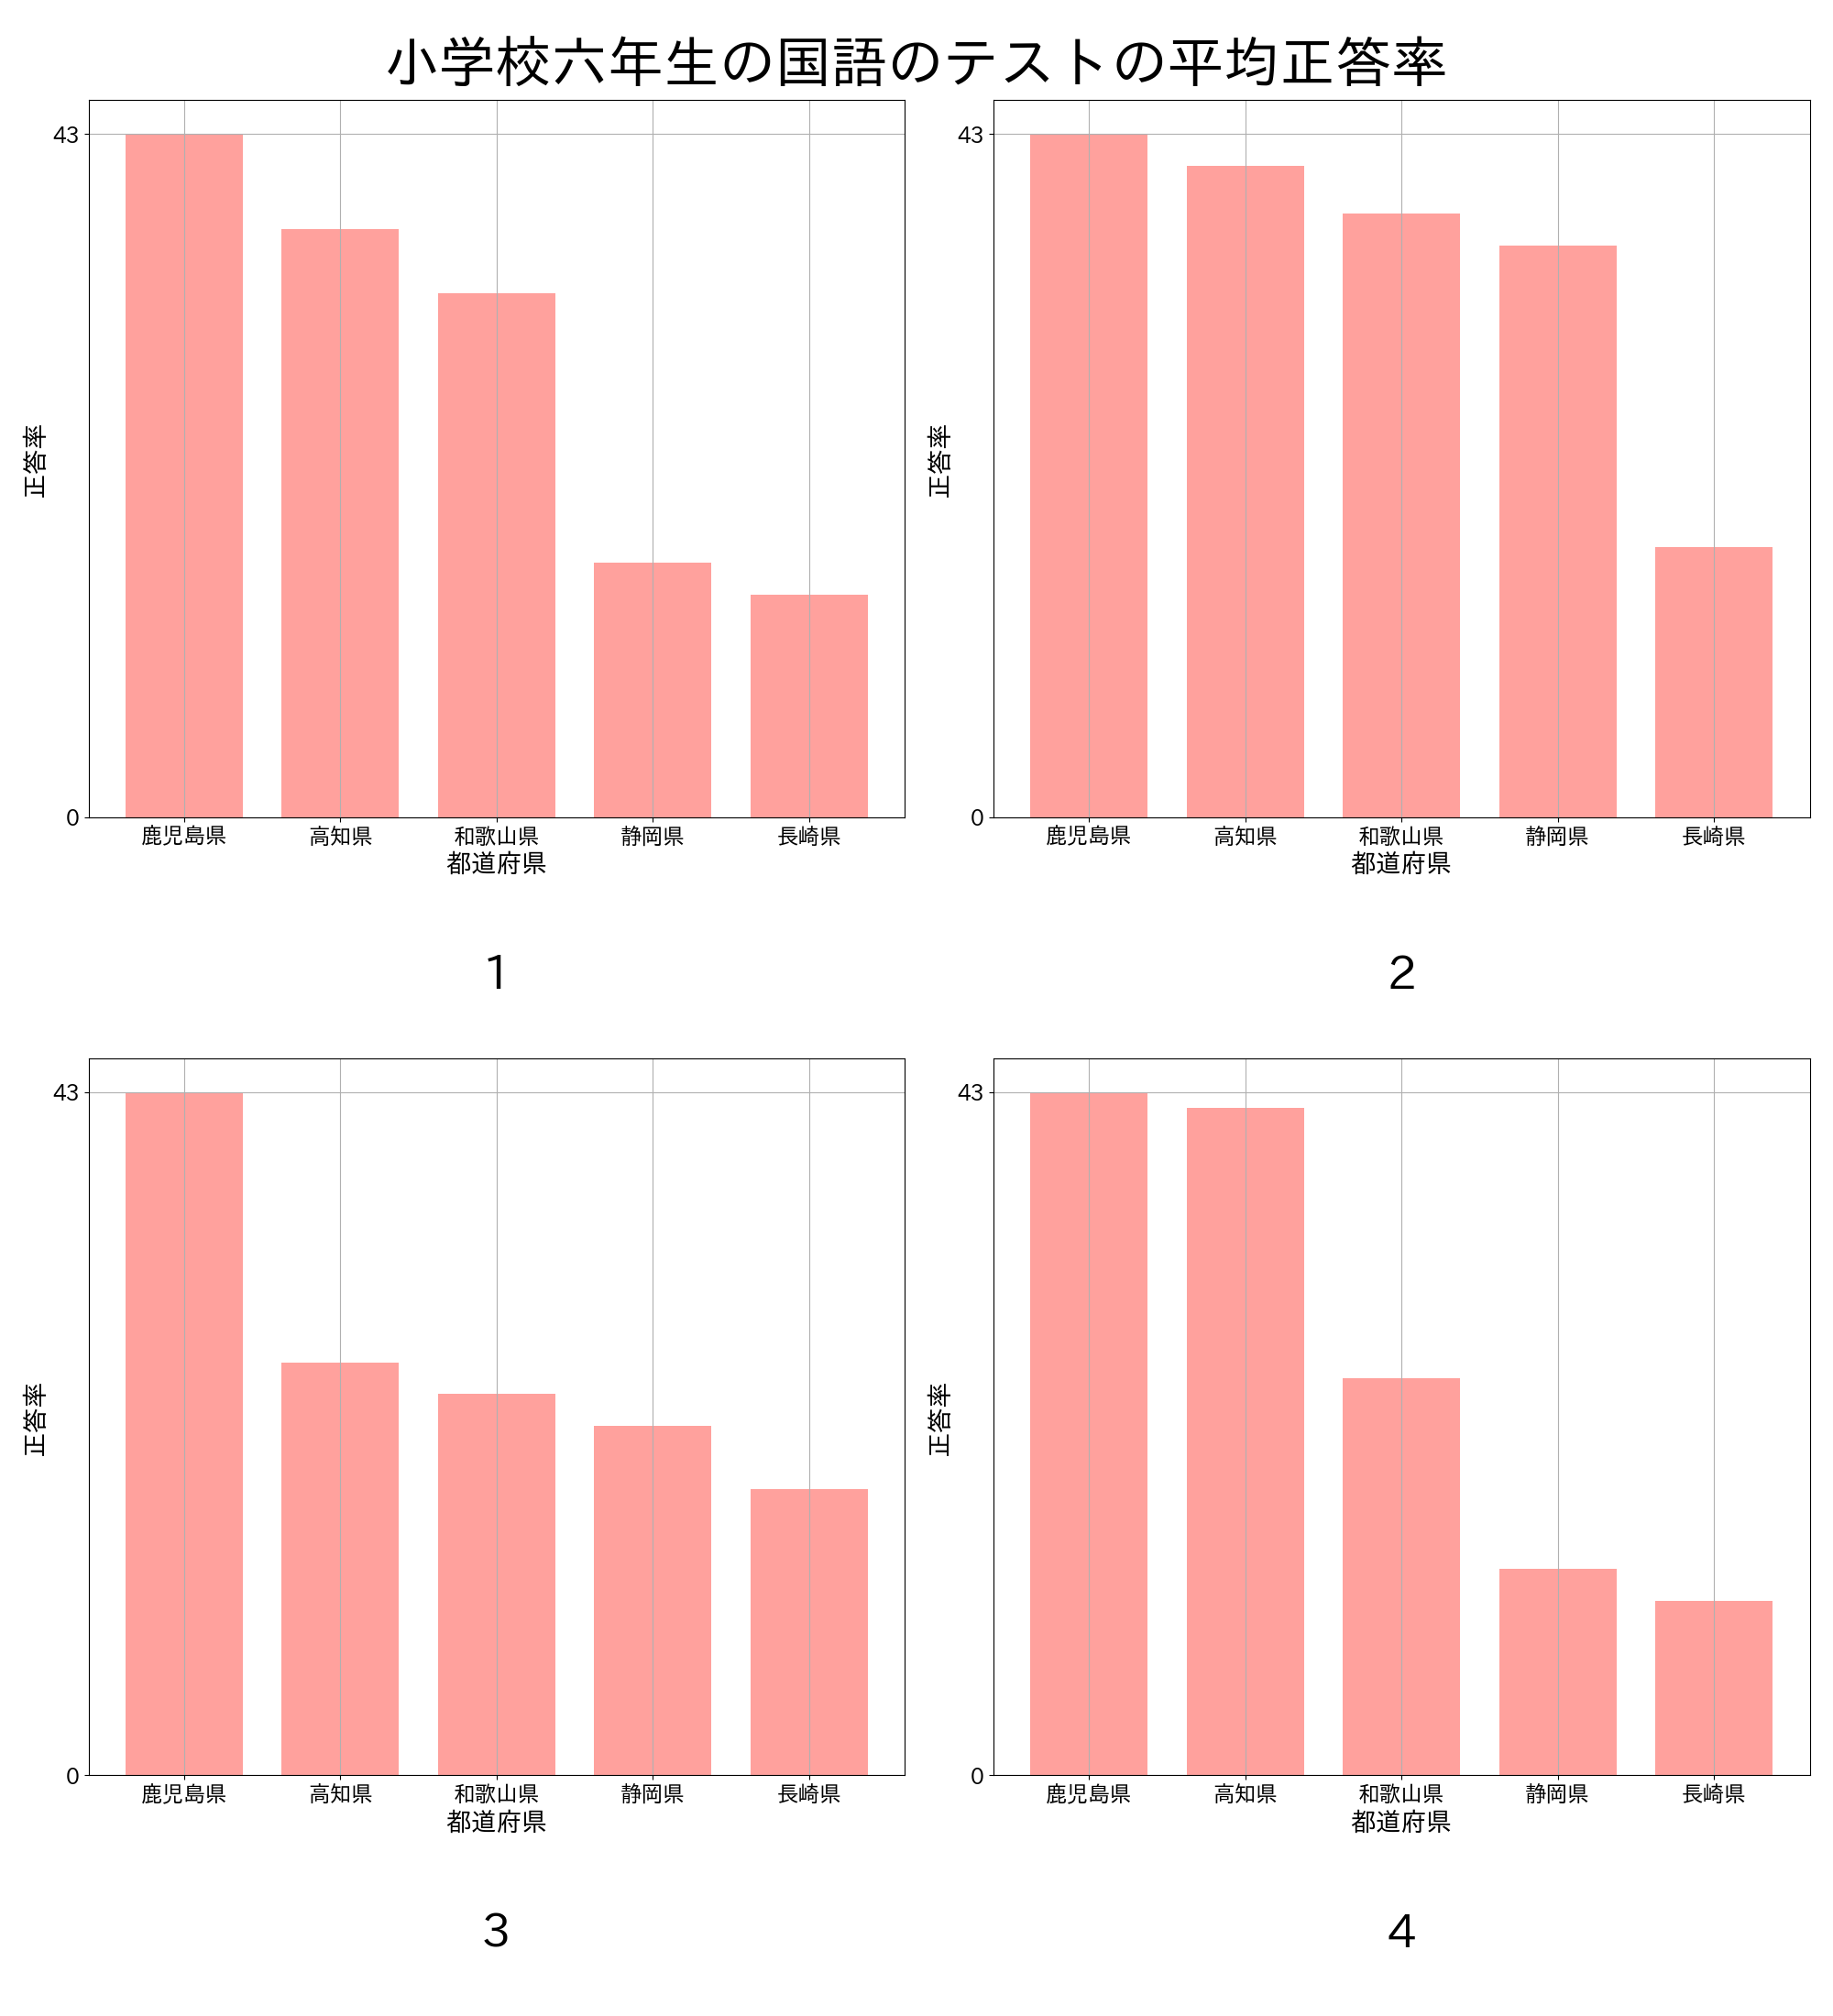 小学校六年生の国語のテストの平均正答率
43
0
正答率
鹿児島県 高知県 和歌山県 静岡県 長崎県
都道府県
1
43
0
正答率
鹿児島県 高知県 和歌山県 静岡県 長崎県
都道府県
2
43
0
正答率
鹿児島県 高知県 和歌山県 静岡県 長崎県
都道府県
3
43
0
正答率
鹿児島県 高知県 和歌山県 静岡県 長崎県
都道府県
4